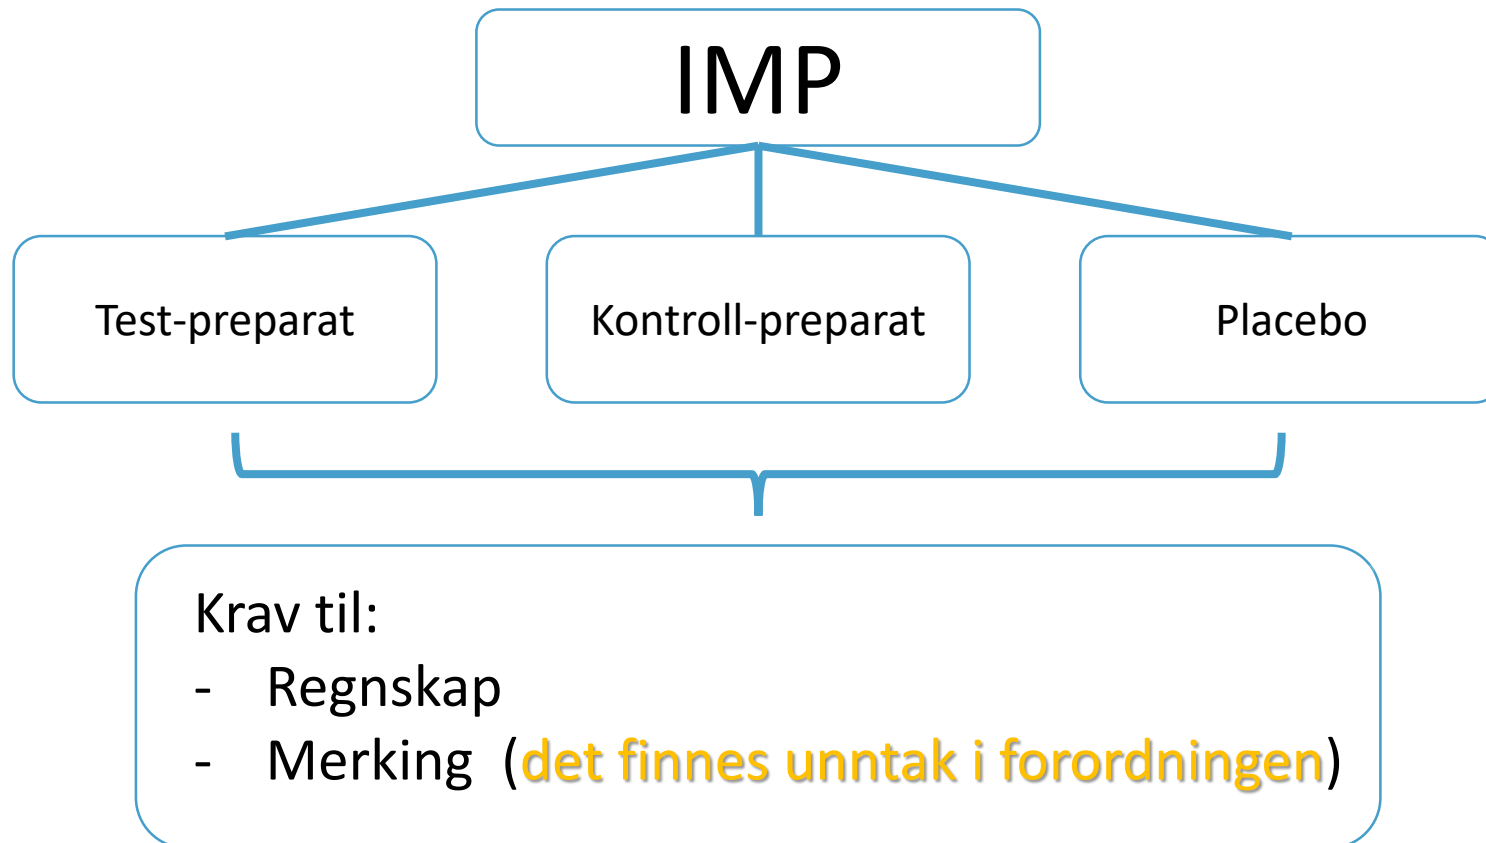 IMP
Test-preparat
Kontroll-preparat
Placebo
Krav til:
- Regnskap
- Merking (det finnes unntak i forordningen)